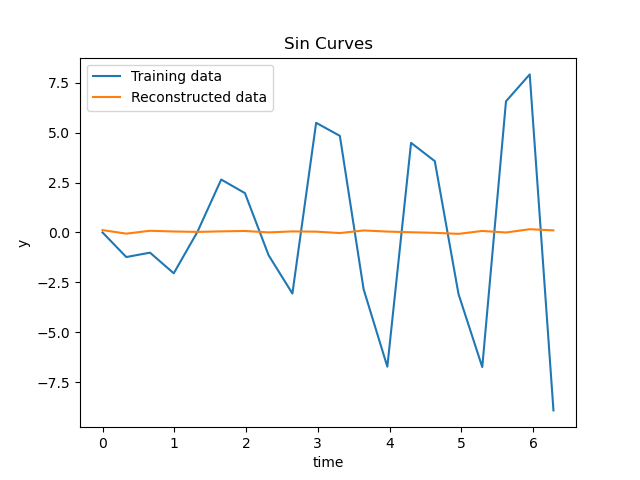 Sin Curves
Training data
Reconstructed data
7.5
5.0
2.5
0.0
−2.5
−5.0
−7.5
y
0 1 2 3 4 5 6
time